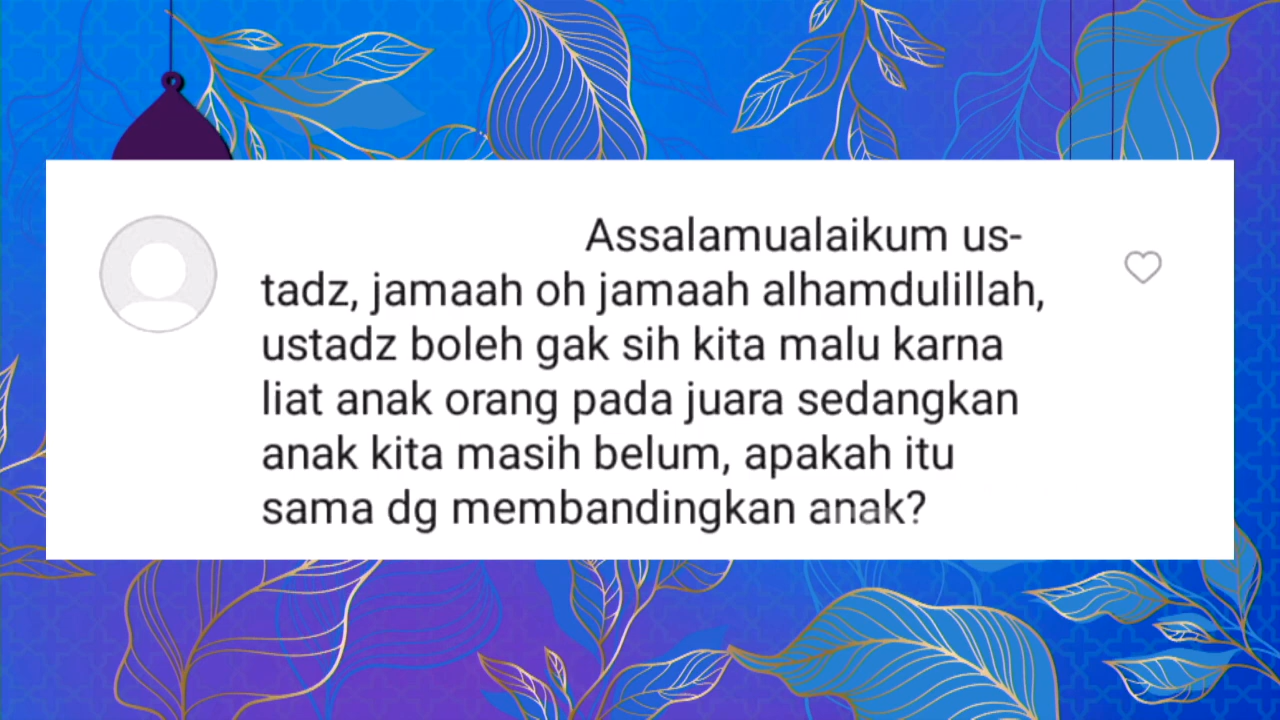 Assalamualaikum us-
tadz, jamaah oh jamaah alhamdulillah,
ustadz boleh gak sih kita malu karna
liat anak orang pada juara sedangkan
anak kita masih belum, apakah itu
sama dg membandingkan anak?